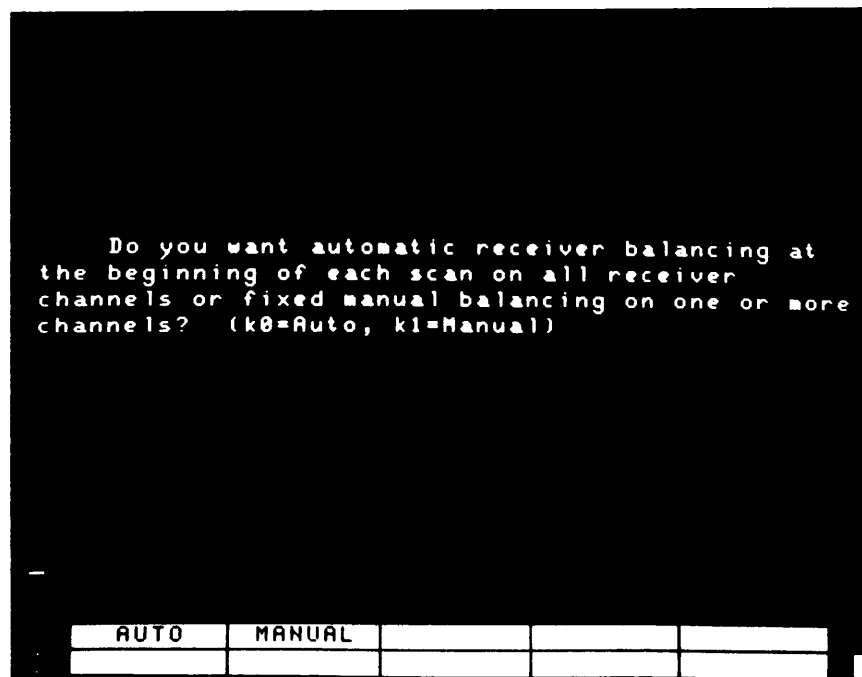 Do you want automatic receiver balancing at
the beginning of each scan on all receiver
channels or fixed manual balancing on one or more
channels? (k0=Auto, k1=Manual)
AUTO MANUAL